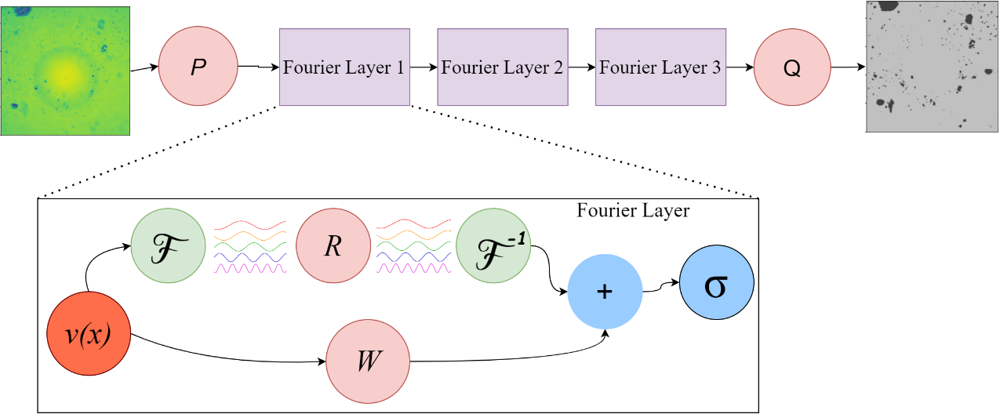 P
Fourier Layer 1
Fourier Layer 2
Fourier Layer 3
Q
Fourier Layer
ℱ
R
ℱ⁻¹
+
σ
v(x)
W